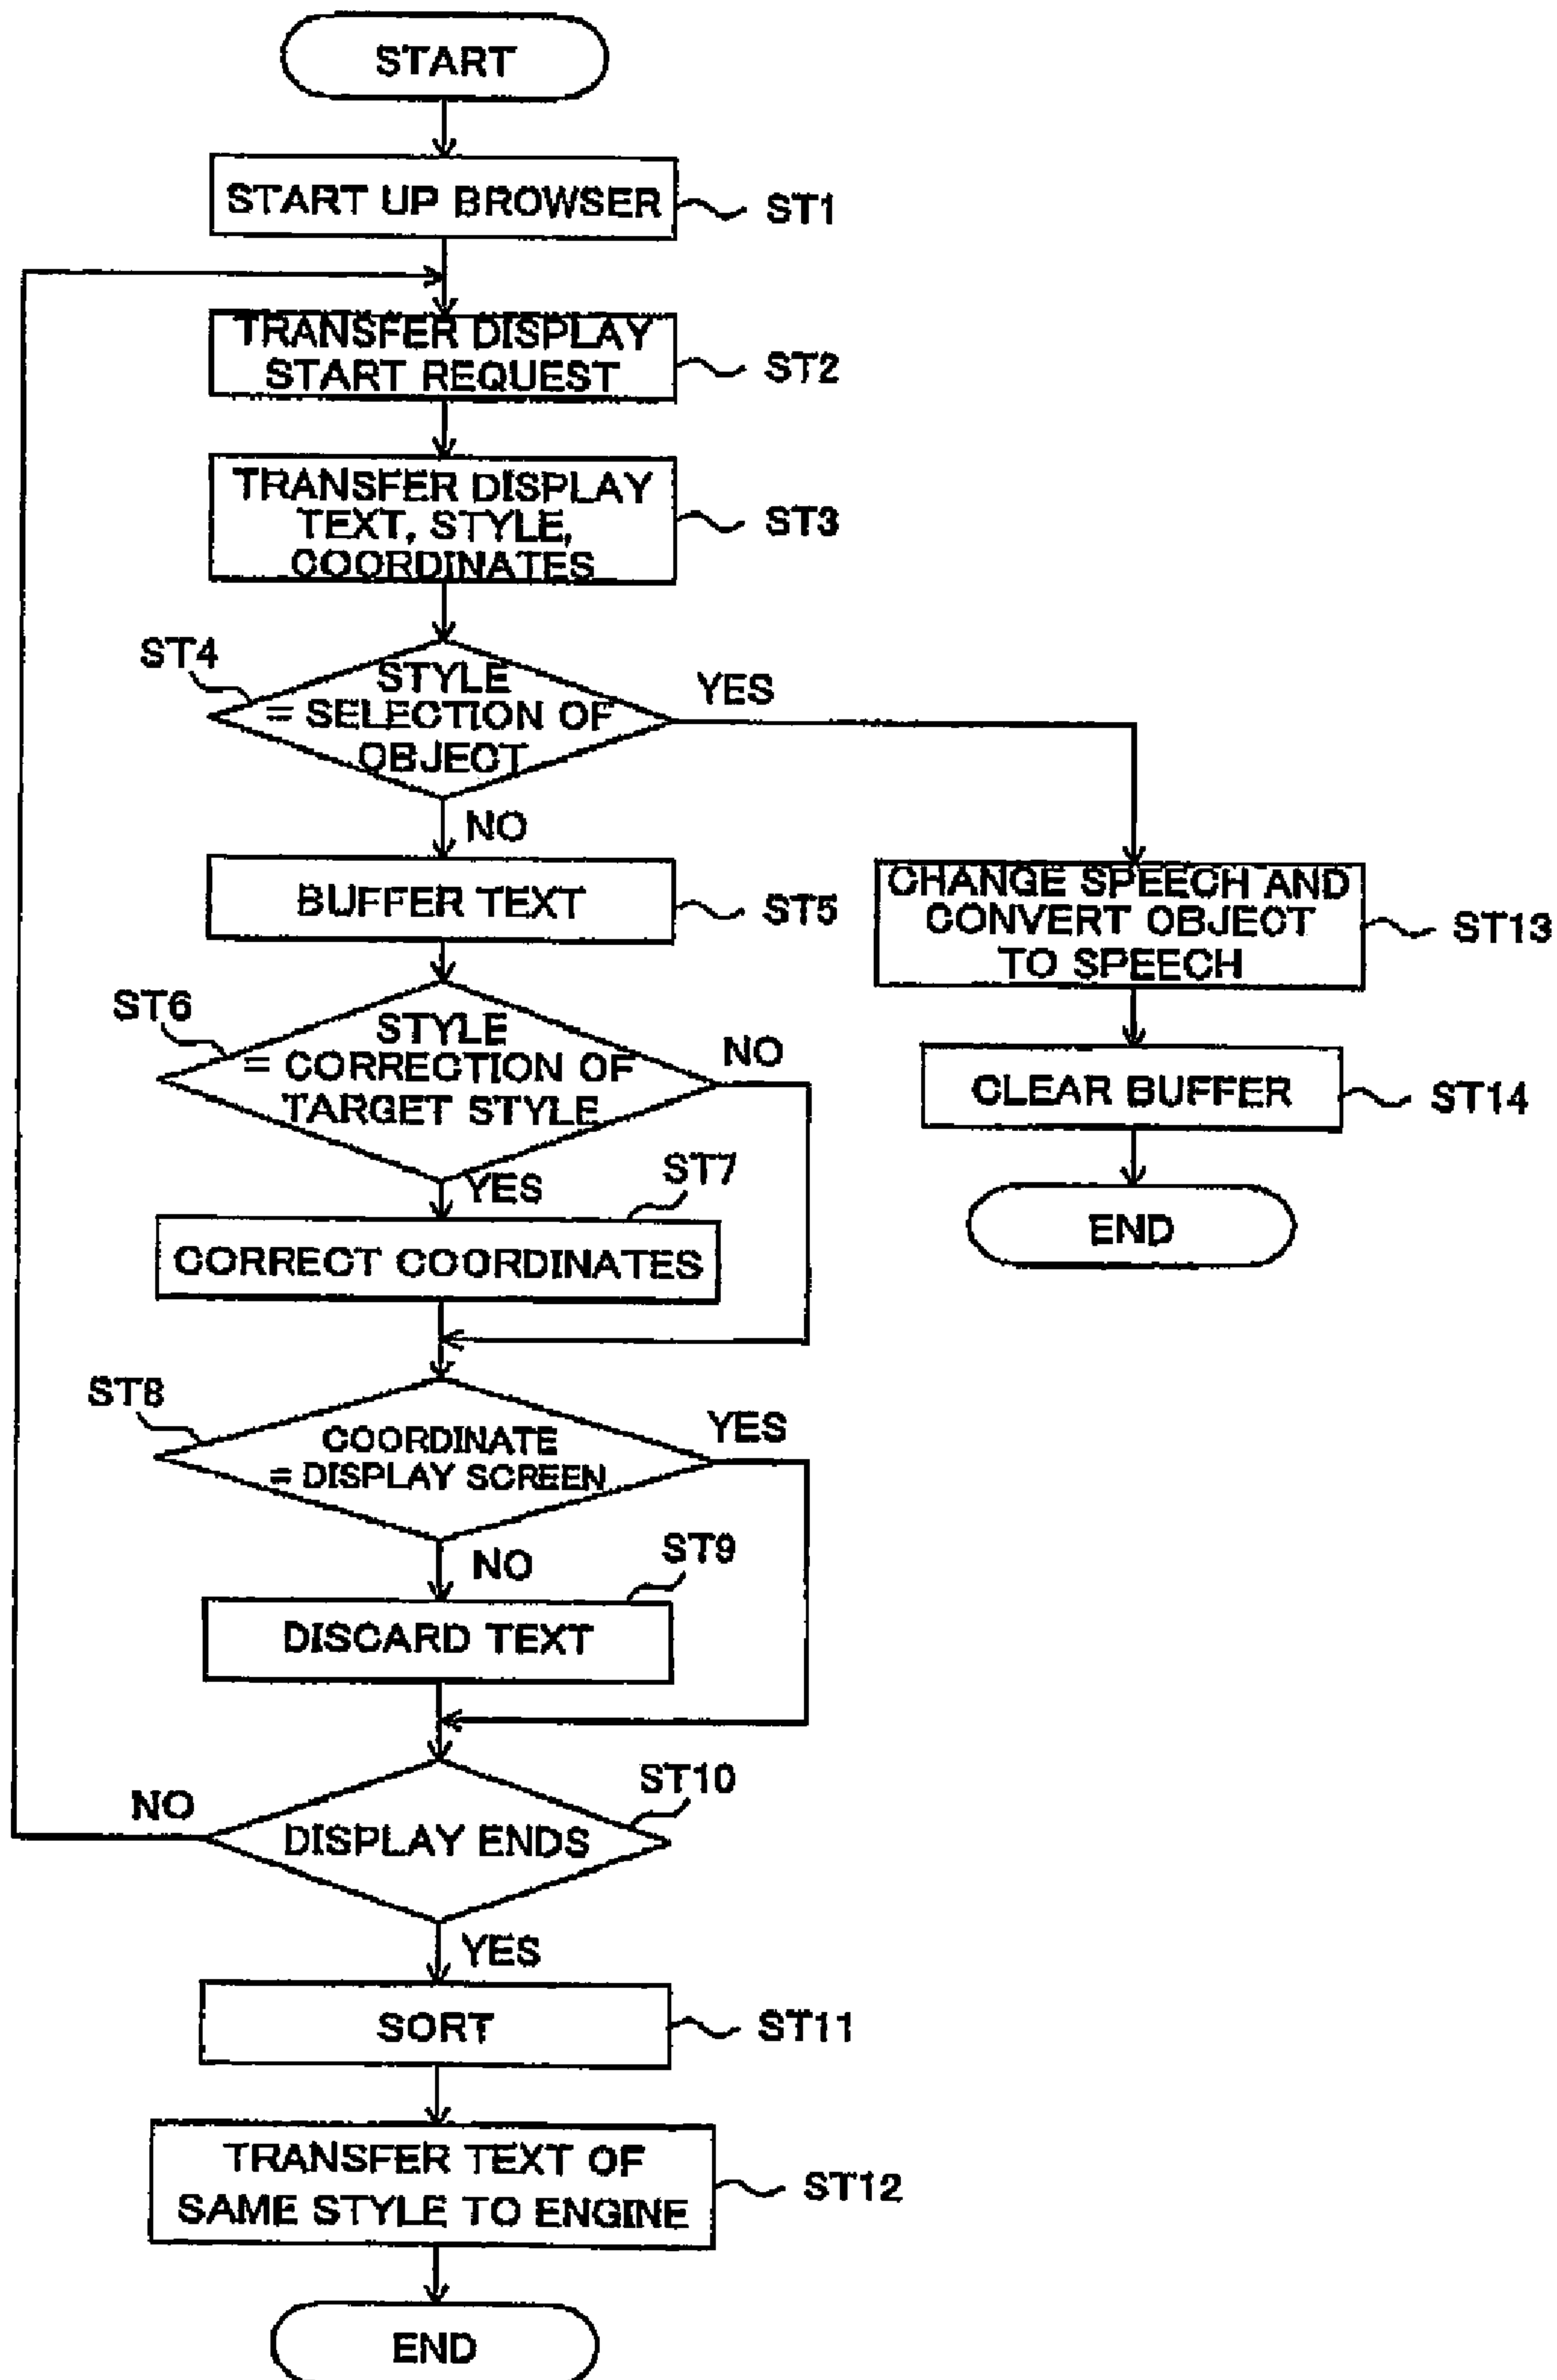 START
START UP BROWSER
ST1
TRANSFER DISPLAY
START REQUEST
ST2
TRANSFER DISPLAY
TEXT, STYLE,
COORDINATES
ST3
ST4
STYLE
= SELECTION OF
OBJECT
YES
NO
BUFFER TEXT
ST5
CHANGE SPEECH AND
CONVERT OBJECT
TO SPEECH
ST13
ST6
STYLE
= CORRECTION OF
TARGET STYLE
NO
CLEAR BUFFER
ST14
YES
ST7
END
CORRECT COORDINATES
ST8
COORDINATE
= DISPLAY SCREEN
YES
NO
ST9
DISCARD TEXT
NO
ST10
DISPLAY ENDS
YES
SORT
ST11
TRANSFER TEXT OF
SAME STYLE TO ENGINE
ST12
END